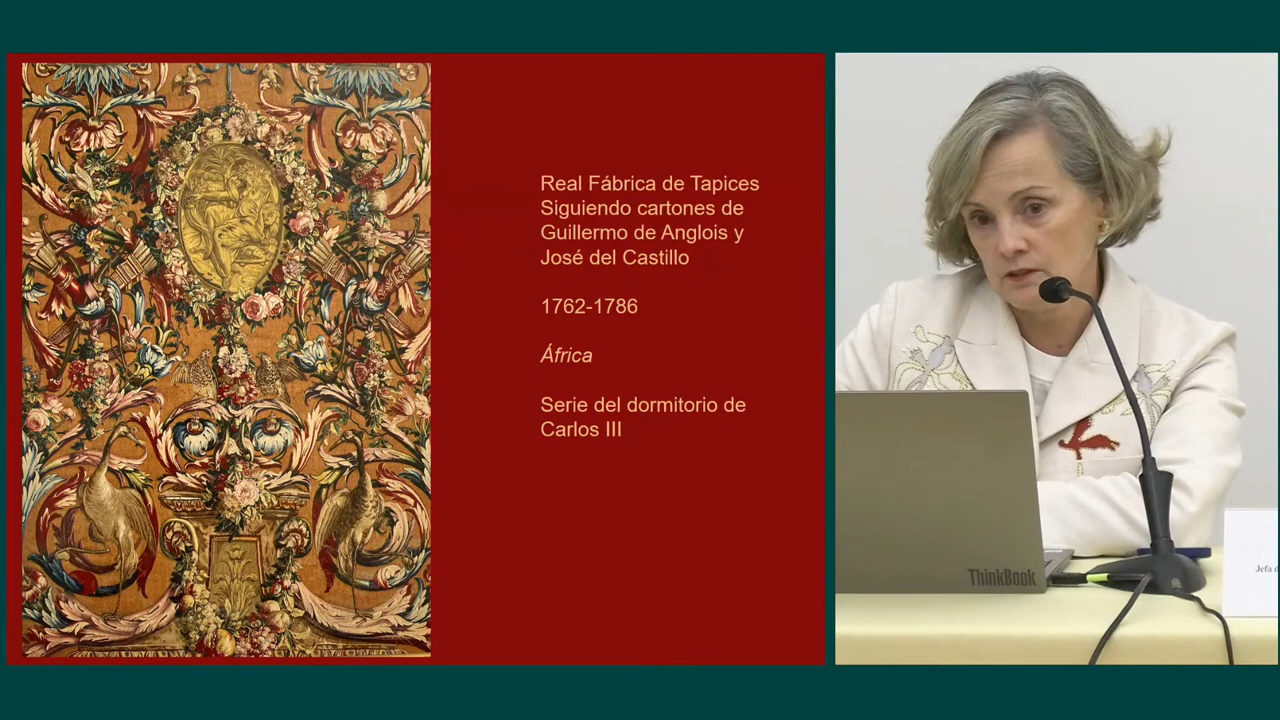 Real Fábrica de Tapices
Siguiendo cartones de
Guillermo de Anglois y
José del Castillo
1762-1786
África
Serie del dormitorio de
Carlos III
ThinkBook
Jefa d